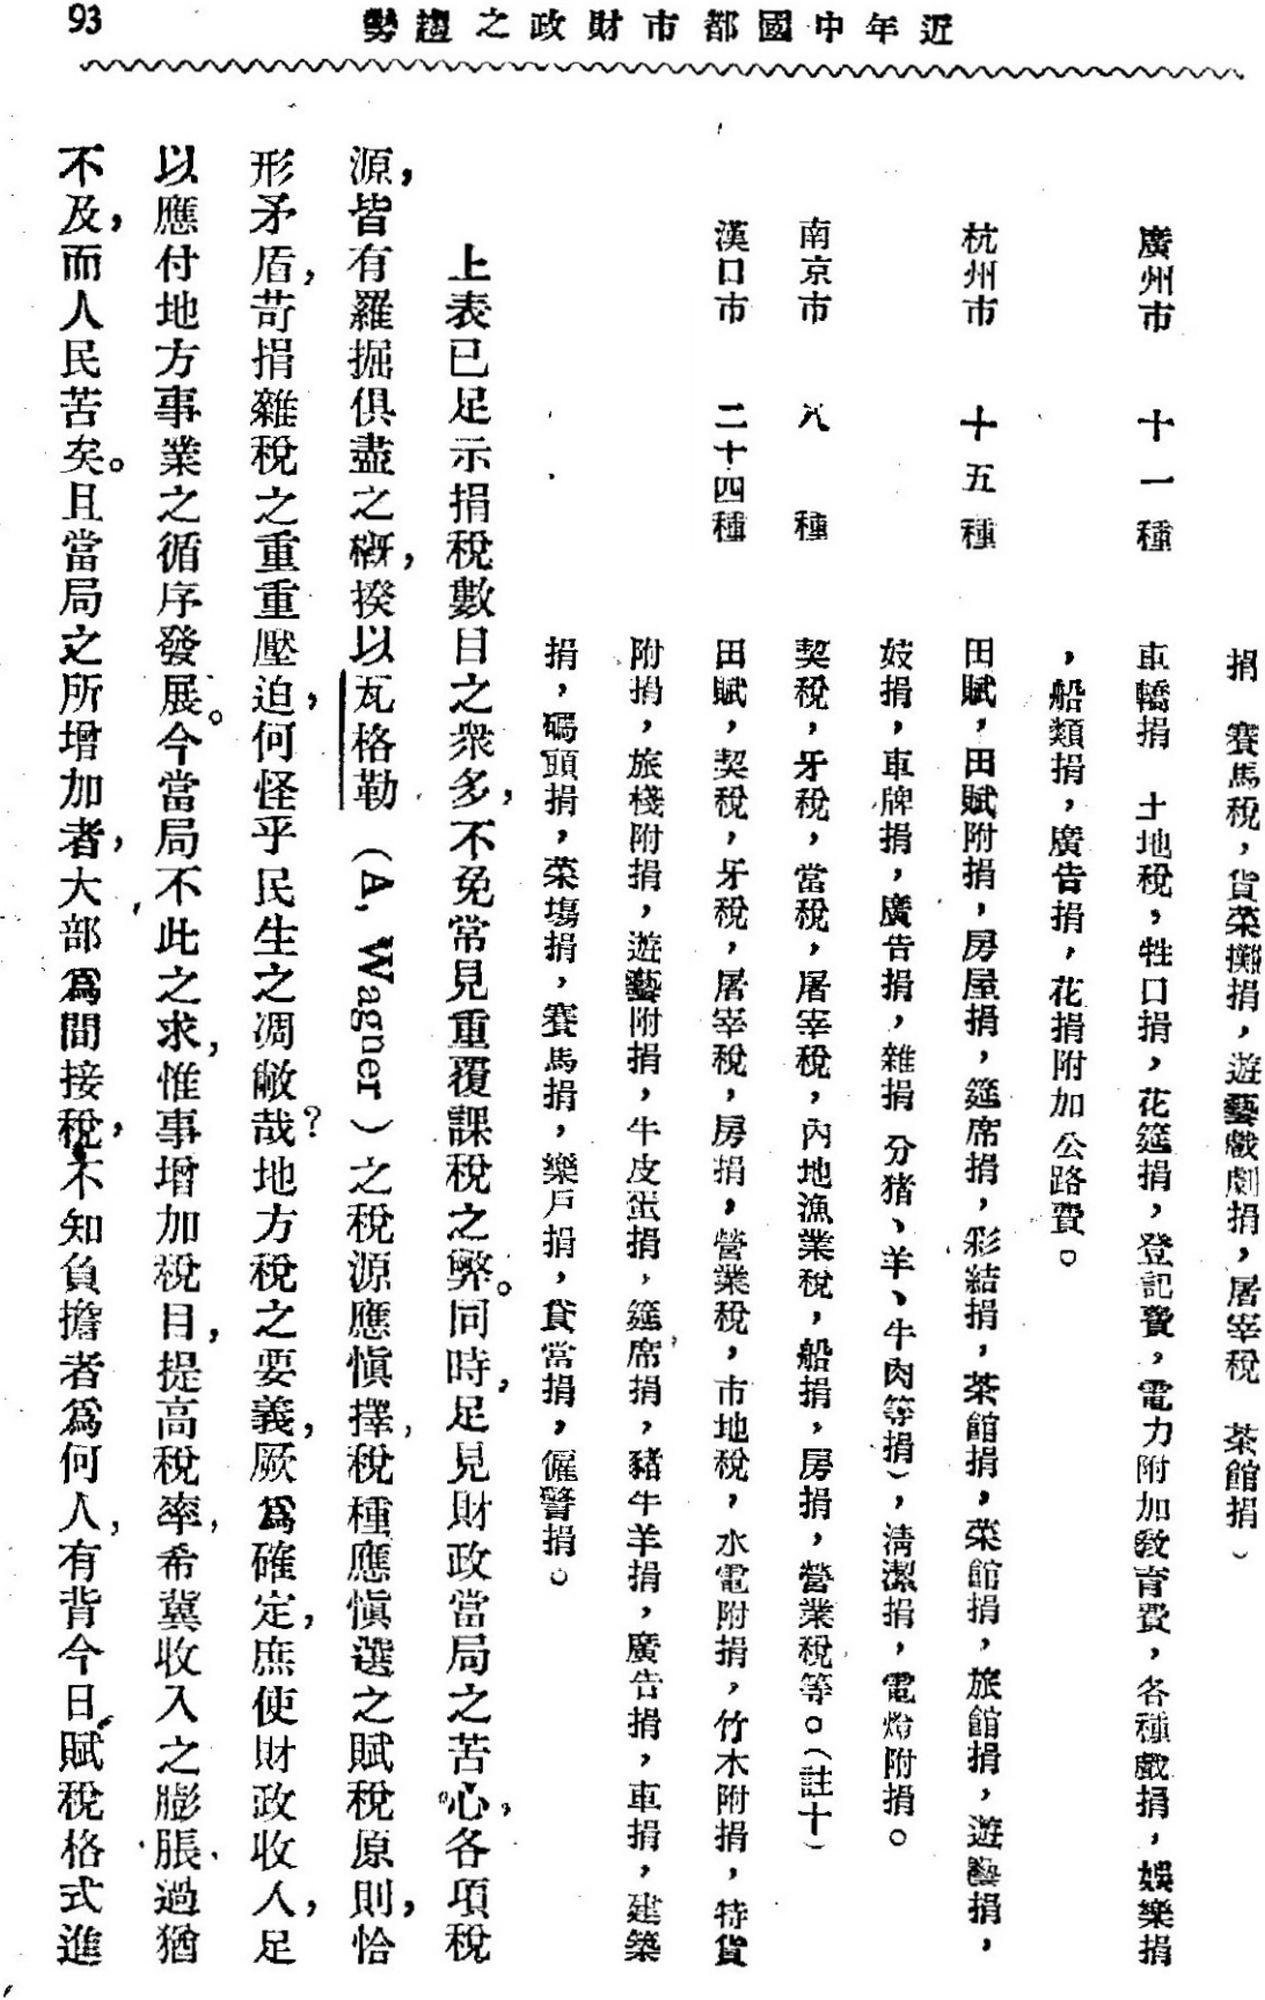 近年中國都市財政之趨勢
93
捐　賽馬稅，貨菜攤捐，遊藝戲劇捐，屠宰稅　茶館捐）
廣州市　十一種　車轎捐　土地稅，牲口捐，花筵捐，登記費，電力附加教育費，各種戲捐，娛樂捐
，船類捐，廣告捐，花捐附加公路費。
杭州市　十五種　田賦，田賦附捐，房屋捐，筵席捐，彩結捐，茶館捐，菜館捐，旅館捐，遊藝捐，
妓捐，車牌捐，廣告捐，雜捐　分猪、羊、牛肉等捐），清潔捐，電燈附捐。
南京市　八種　契稅，牙稅，當稅，屠宰稅，內地漁業稅，船捐，房捐，營業稅等。（註十）
漢口市　二十四種　田賦，契稅，牙稅，屠宰稅，房捐，營業稅，市地稅，水電附捐，竹木附捐，特貨
附捐，旅棧附捐，遊藝附捐，牛皮蛋捐，筵席捐，豬牛羊捐，廣告捐，車捐，建築
捐，碼頭捐，菜塲捐，賽馬捐，樂戶捐，貸當捐，僱警捐。
上表已足示捐稅數目之衆多，不免常見重覆課稅之弊。同時，足見財政當局之苦心，各項稅
源，皆有羅掘俱盡之槪，揆以瓦格勒（A. Wagner）之稅源應愼擇，稅種應愼選之賦稅原則，恰
形矛盾，苛捐雜稅之重重壓迫，何怪乎民生之凋敝哉？地方稅之要義，厥爲確定，庶使財政收入，足
以應付地方事業之循序發展。今當局不此之求，惟事增加稅目，提高稅率，希冀收入之膨脹，過猶
不及，而人民苦矣。且當局之所增加者，大部爲間接稅，不知負擔者爲何人，有背今日賦稅格式進